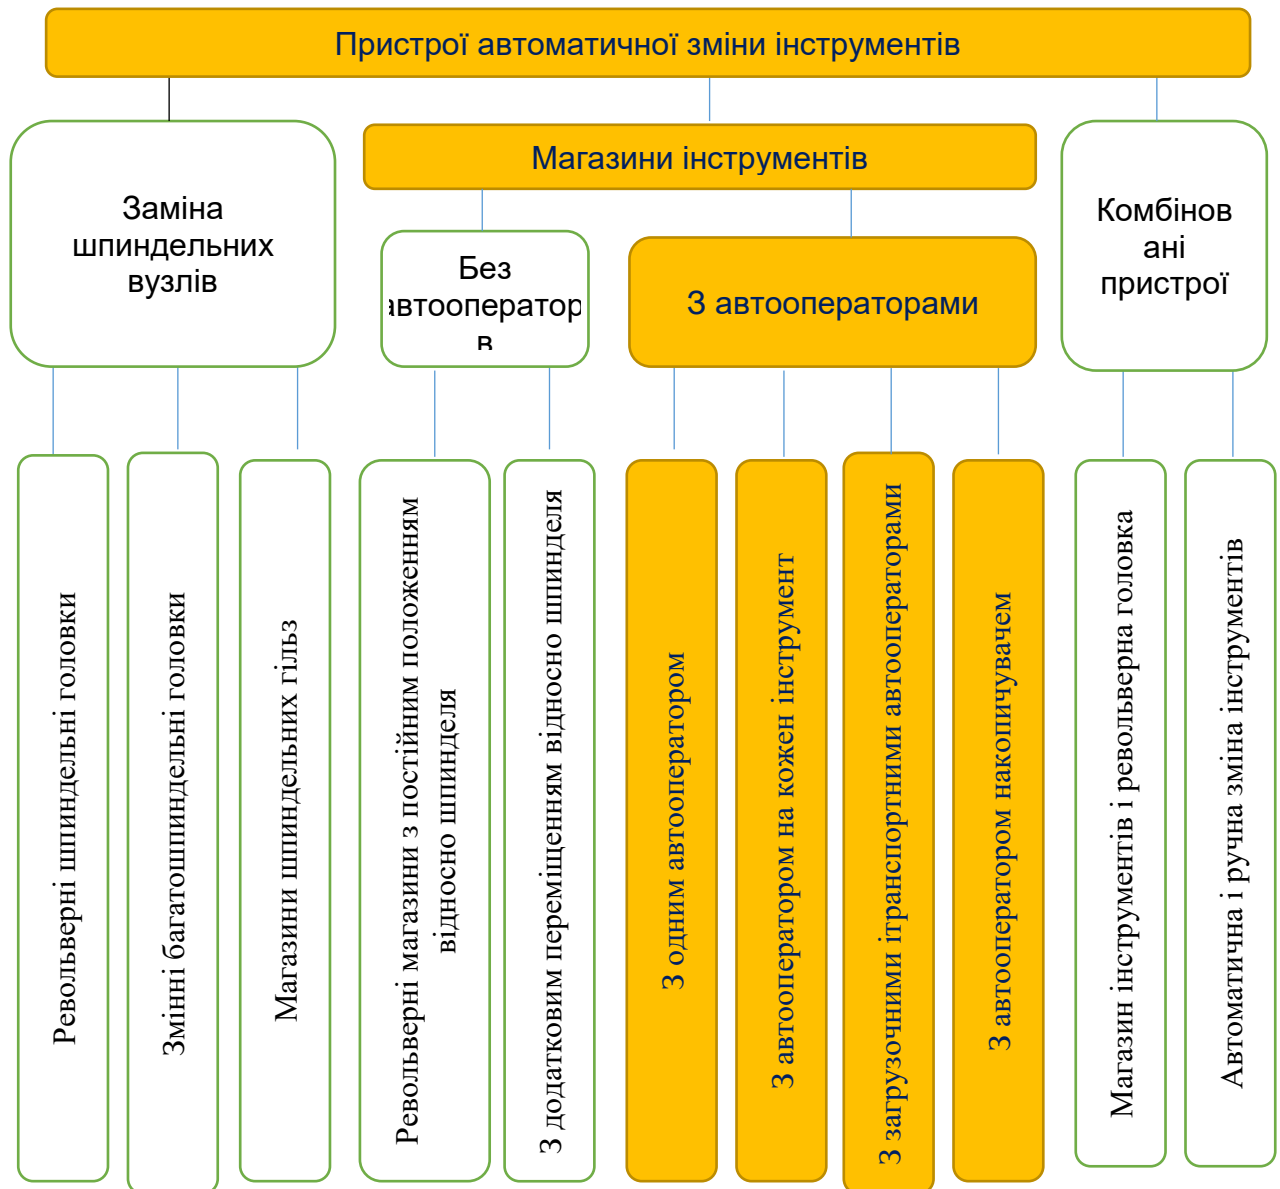 Пристрої автоматичної зміни інструментів
Магазини інструментів
Заміна
шпиндельних
вузлів
Без
автооператор
в
З автооператорами
Комбінов
ані
пристрої
Револьверні шпиндельні головки
Змінні багатошпиндельні головки
Магазини шпиндельних гільз
Револьверні магазини з постійним положенням
відносно шпинделя
З додатковим переміщенням відносно шпинделя
З одним автооператором
З автооператором на кожен інструмент
З загрузочними ітранспортними автооператорами
З автооператором накопичувачем
Магазин інструментів і револьверна головка
Автоматична і ручна зміна інструментів